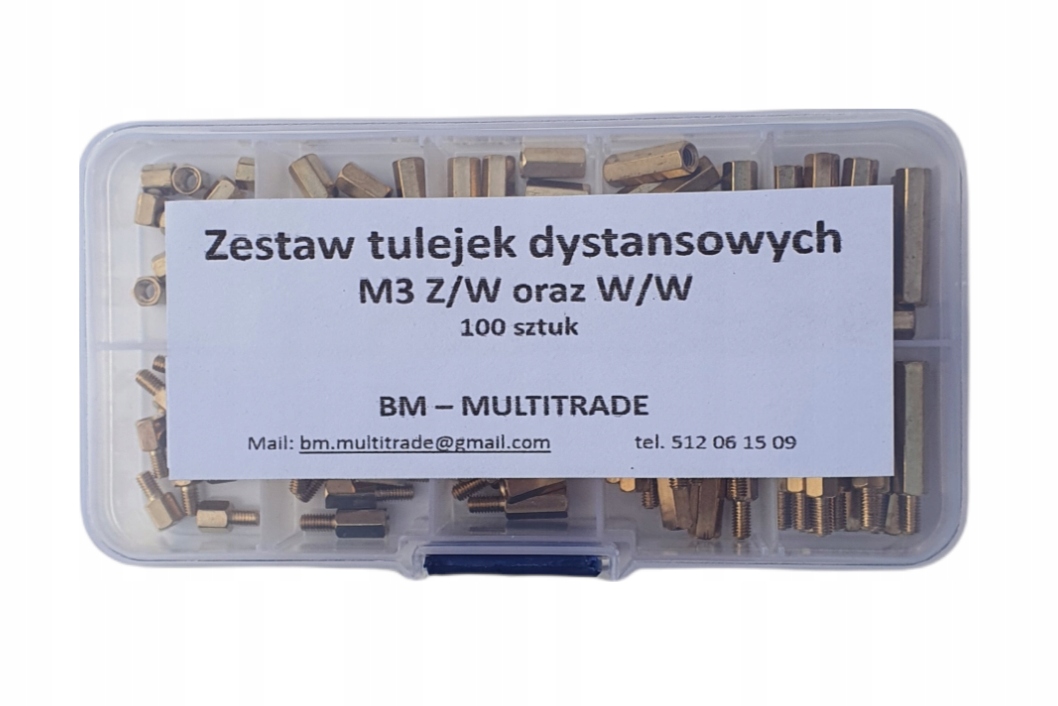 Zestaw tulejek dystansowych
M3 Z/W oraz W/W
100 sztuk
BM – MULTITRADE
Mail: bm.multitrade@gmail.com tel. 512 06 15 09